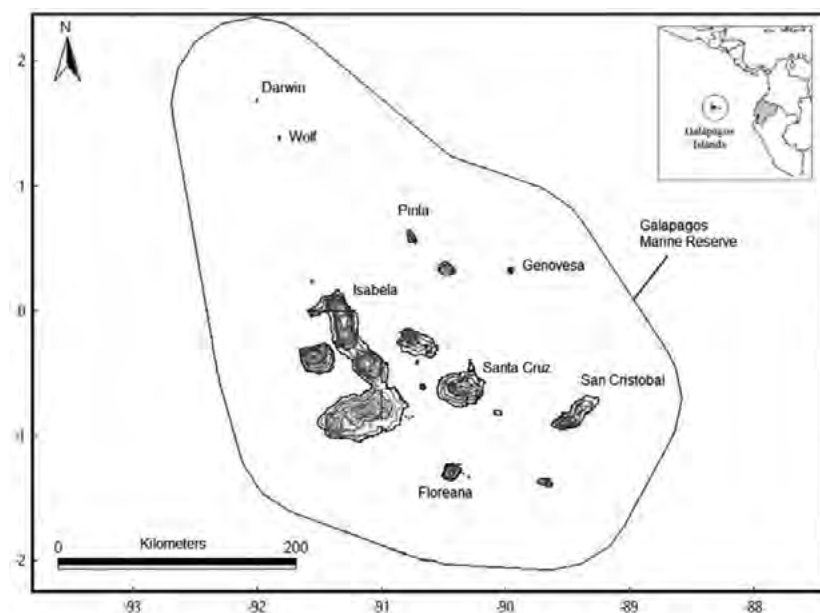 N
2
Darwin
Wolf
1
Pinta
Galapagos
Marine Reserve
Genovesa
Isabela
0
Santa Cruz
San Cristobal
-1
Floreana
Kilometers
0 200
-2
-93 -92 -91 -90 -89 -88
Galápagos
Islands